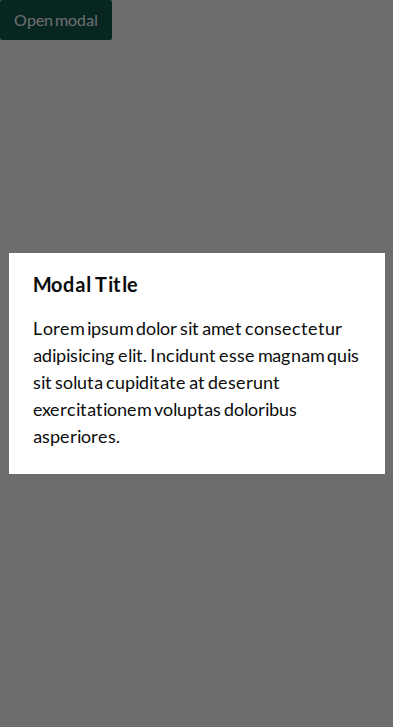 Open modal
Modal Title
Lorem ipsum dolor sit amet consectetur
adipisicing elit. Incidunt esse magnam quis
sit soluta cupiditate at deserunt
exercitationem voluptas doloribus
asperiores.